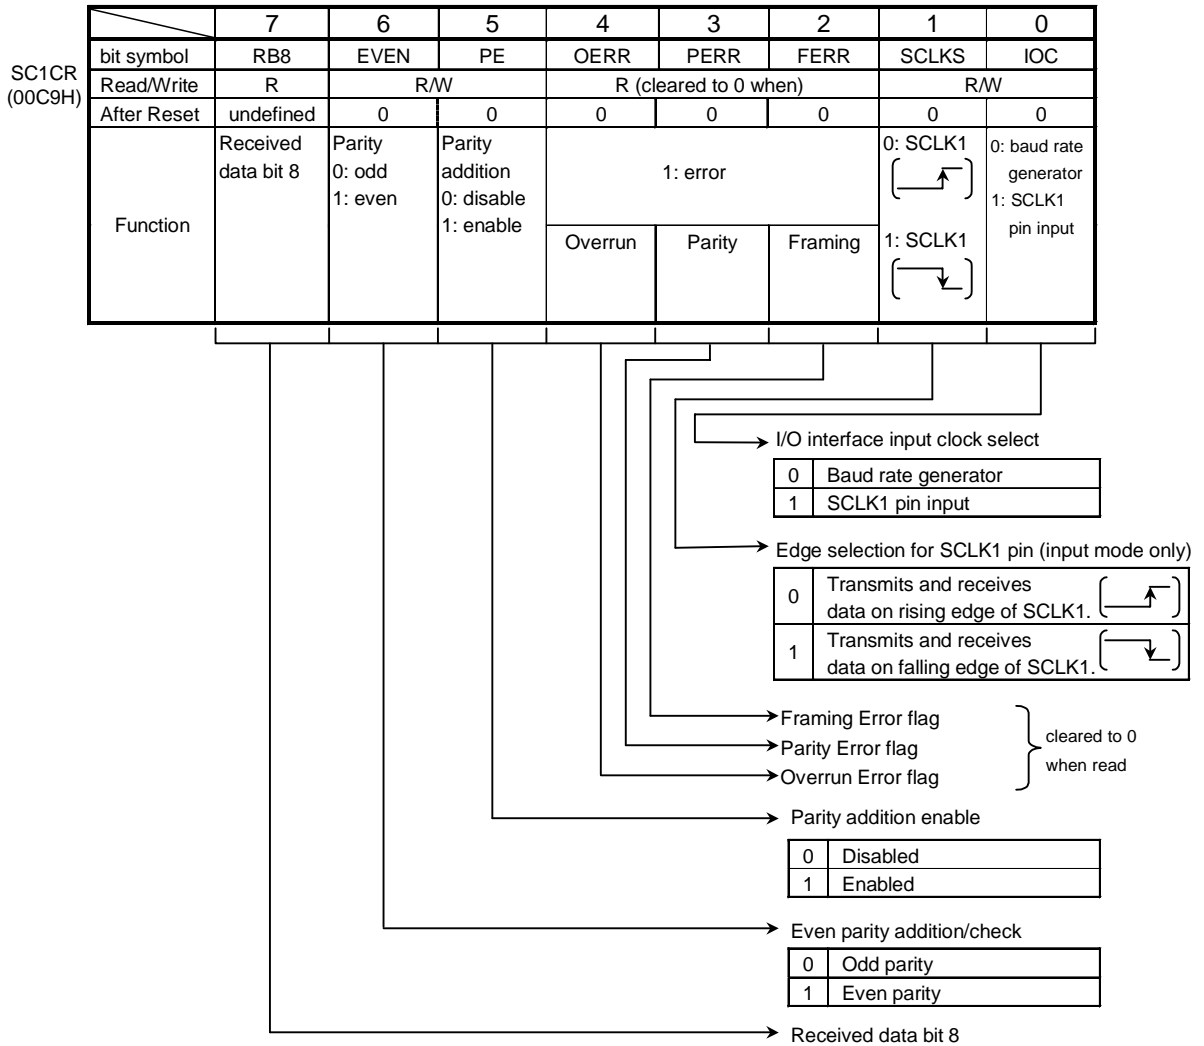 7 6 5 4 3 2 1 0
SC1CR
(00C9H)
bit symbol RB8 EVEN PE OERR PERR FERR SCLKS IOC
Read/Write R R/W R (cleared to 0 when) R/W
After Reset undefined 0 0 0 0 0 0 0
Function
Received
data bit 8
Parity
0: odd
1: even
Parity
addition
0: disable
1: enable
1: error
Overrun Parity Framing
0: SCLK1
1: SCLK1
0: baud rate
generator
1: SCLK1
pin input
I/O interface input clock select
0 Baud rate generator
1 SCLK1 pin input
Edge selection for SCLK1 pin (input mode only)
0 Transmits and receives
data on rising edge of SCLK1.
1 Transmits and receives
data on falling edge of SCLK1.
Framing Error flag
Parity Error flag
Overrun Error flag
cleared to 0
when read
Parity addition enable
0 Disabled
1 Enabled
Even parity addition/check
0 Odd parity
1 Even parity
Received data bit 8